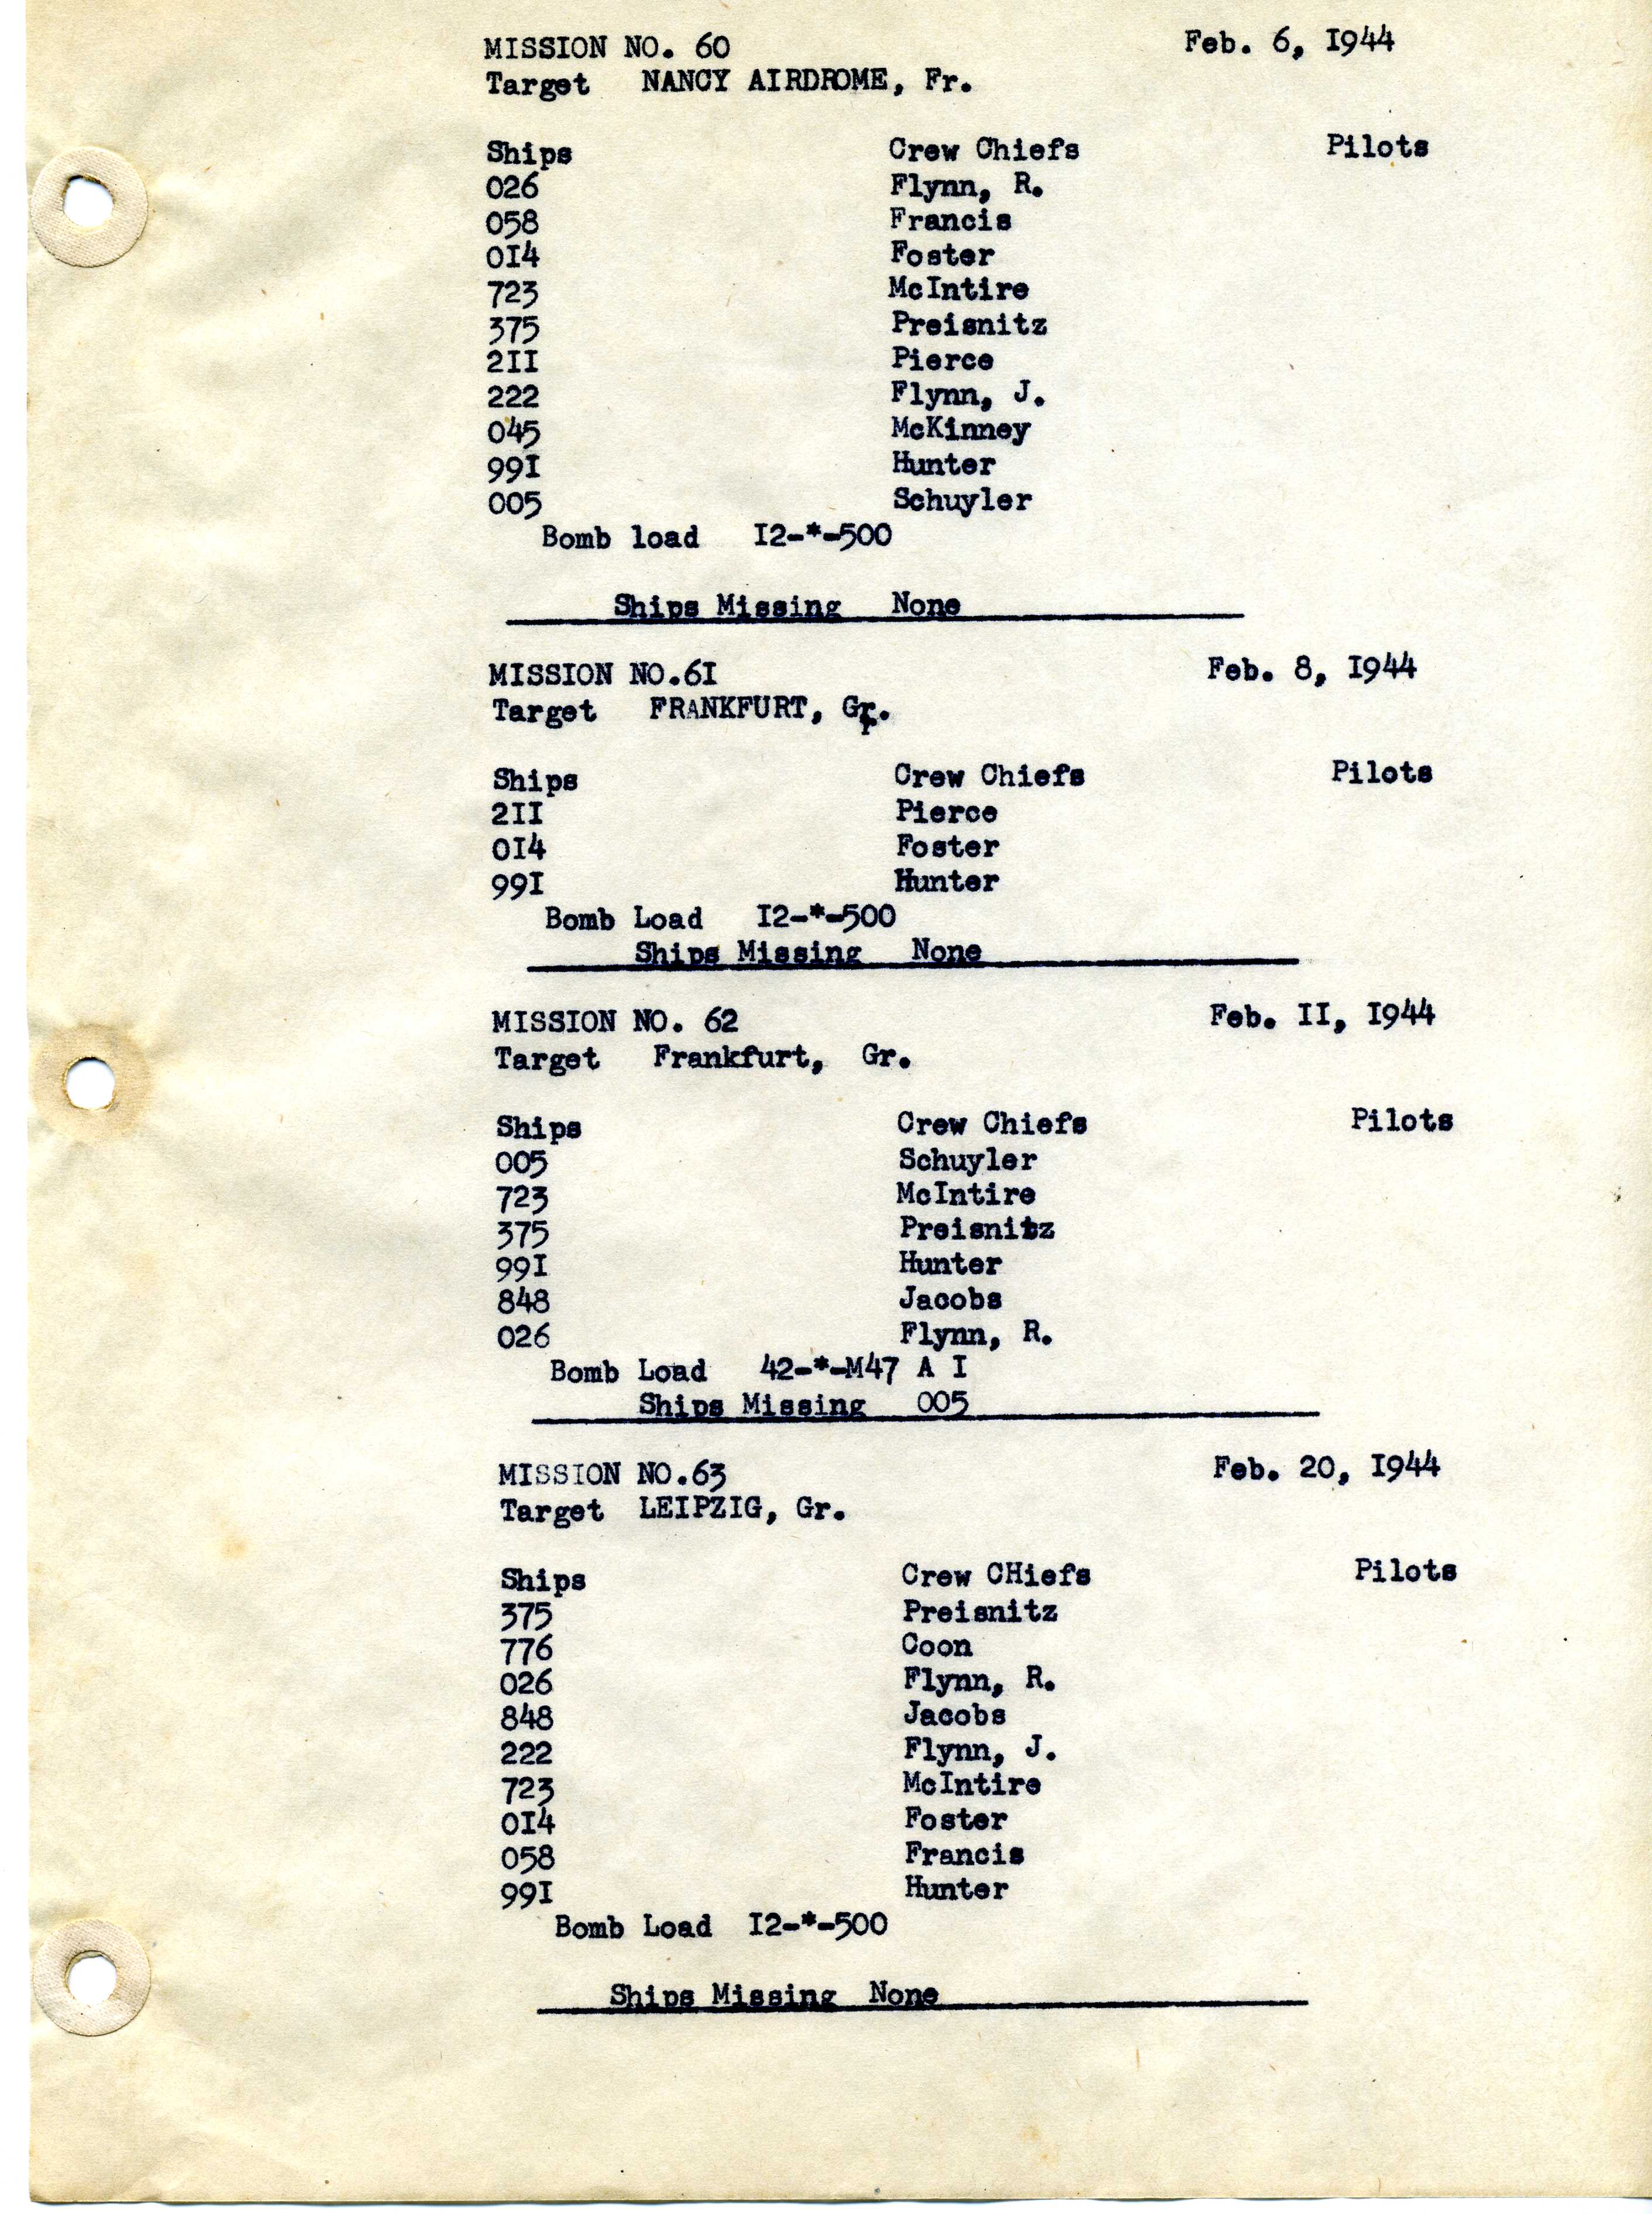 MISSION NO. 60 Feb. 6, I944
Target NANCY AIRDROME, Fr.
Ships Crew Chiefs Pilots
026 Flynn, R.
058 Francis
0I4 Foster
723 McIntire
375 Preisnitz
2II Pierce
222 Flynn, J.
045 McKinney
99I Hunter
005 Schuyler
Bomb load I2-*-500
Ships Missing None
MISSION NO.6I Feb. 8, I944
Target FRANKFURT, Gr.
Ships Crew Chiefs Pilots
2II Pierce
0I4 Foster
99I Hunter
Bomb Load I2-*-500
Ships Missing None
MISSION NO. 62 Feb. II, I944
Target Frankfurt, Gr.
Ships Crew Chiefs Pilots
005 Schuyler
723 McIntire
375 Preisnitz
99I Hunter
848 Jacobs
026 Flynn, R.
Bomb Load 42-*-M47 A I
Ships Missing 005
MISSION NO.63 Feb. 20, I944
Target LEIPZIG, Gr.
Ships Crew CHiefs Pilots
375 Preisnitz
776 Coon
026 Flynn, R.
848 Jacobs
222 Flynn, J.
723 McIntire
0I4 Foster
058 Francis
99I Hunter
Bomb Load I2-*-500
Ships Missing None